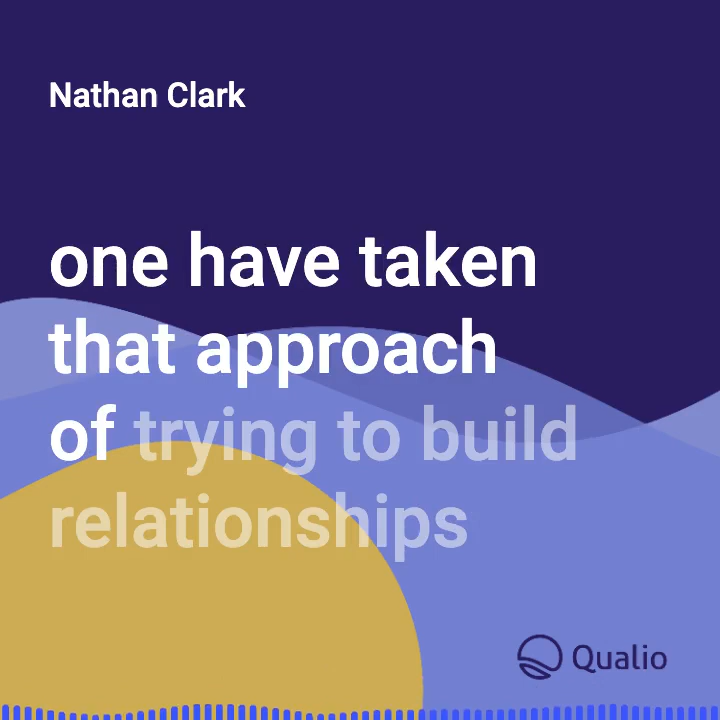 Nathan Clark
one have taken
that approach
of trying to build
relationships
Qualio